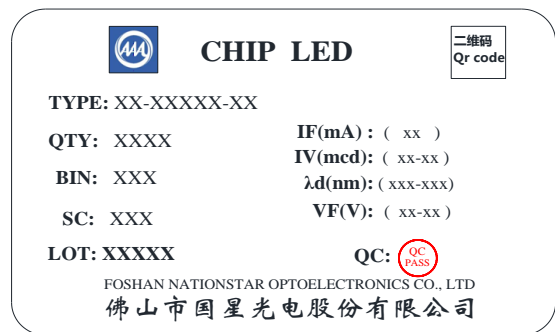 CHIP LED
二维码
Qr code
TYPE: XX-XXXXX-XX
QTY: XXXX
IF(mA) : ( xx )
IV(mcd): ( xx-xx )
BIN: XXX
λd(nm): ( xxx-xxx)
SC: XXX
VF(V): ( xx-xx )
LOT: XXXXX
QC: QC PASS
FOSHAN NATIONSTAR OPTOELECTRONICS CO., LTD
佛山市国星光电股份有限公司